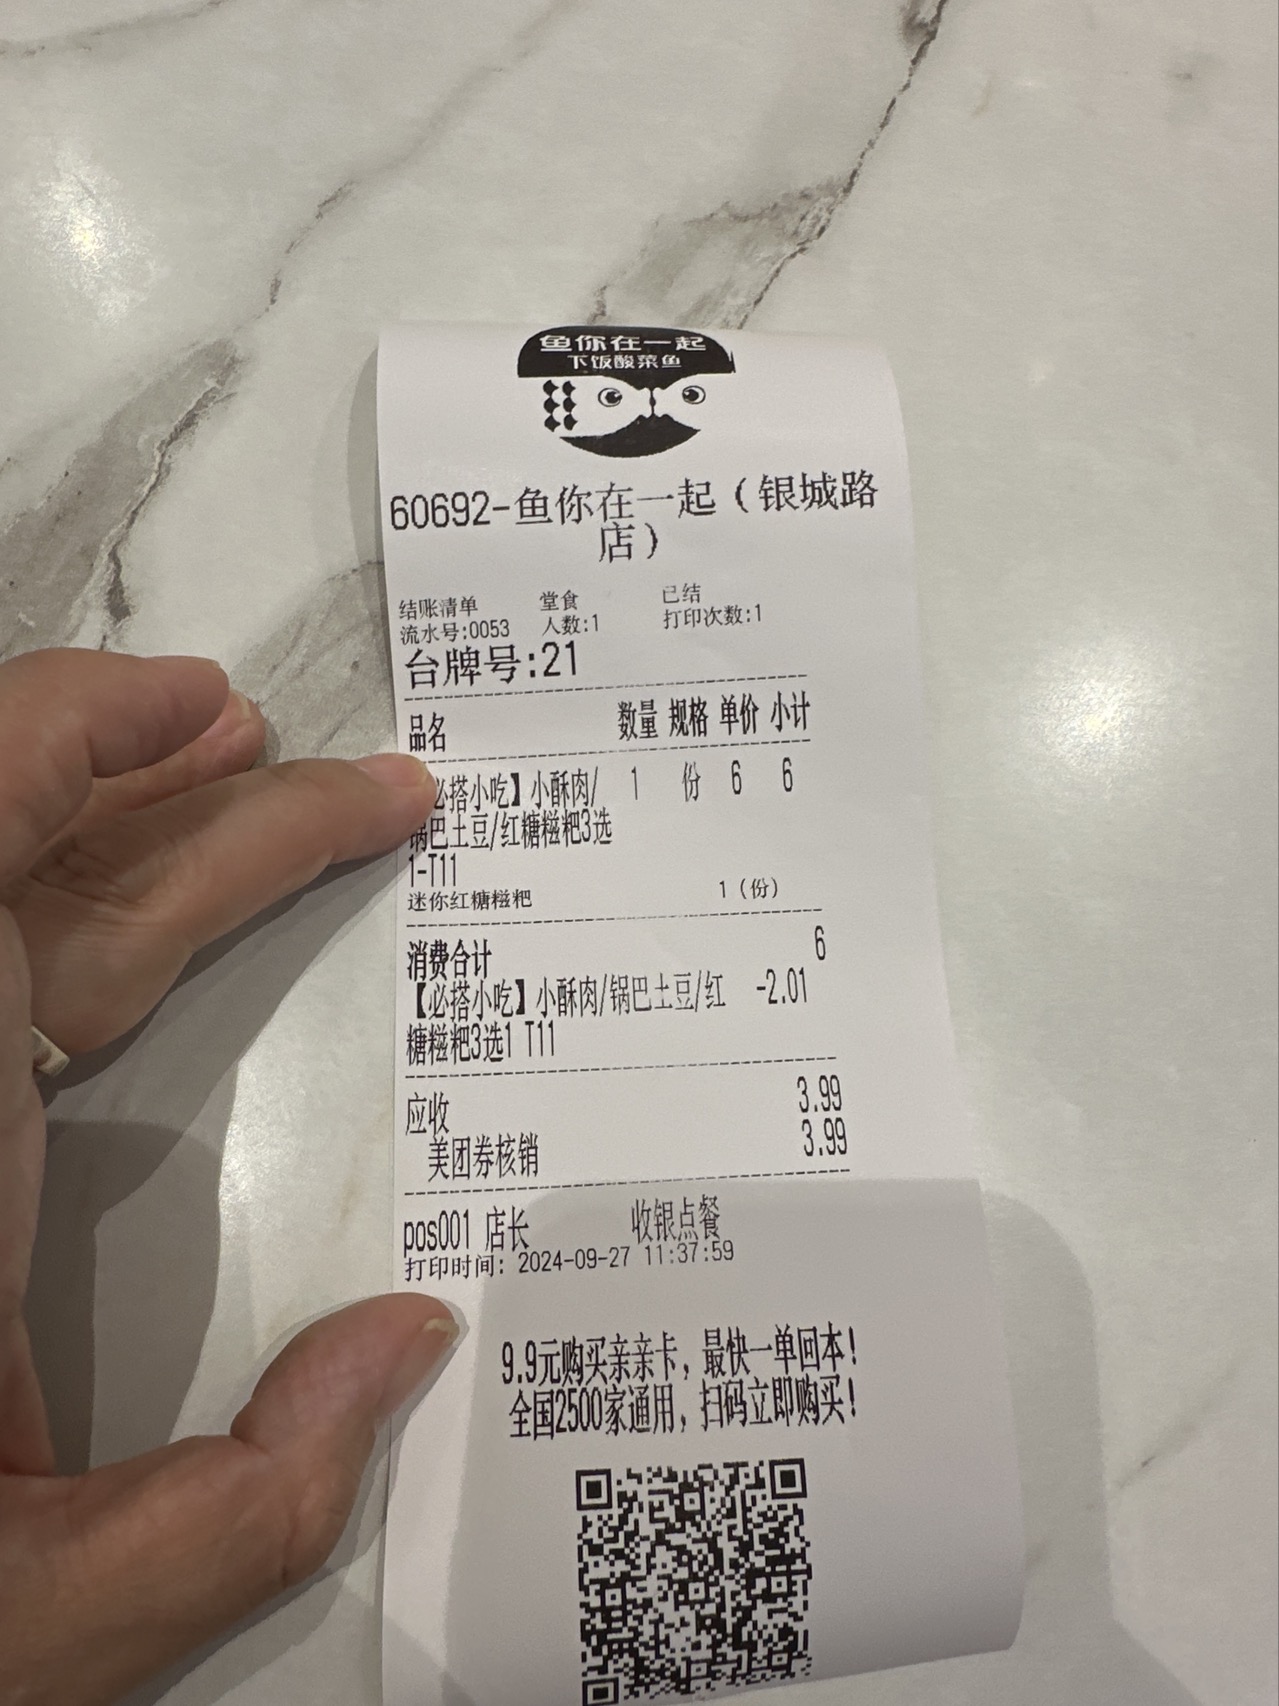 鱼你在一起
下饭酸菜鱼
60692-鱼你在一起（银城路
店）
结账清单 堂食 已结
流水号:0053 人数:1 打印次数:1
台牌号:21
品名 数量 规格 单价 小计
必搭小吃】小酥肉/ 1 份 6 6
锅巴土豆/红糖糍粑3选
1-T11
迷你红糖糍粑 1（份）
消费合计 6
【必搭小吃】小酥肉/锅巴土豆/红 -2.01
糖糍粑3选1 T11
应收 3.99
美团券核销 3.99
pos001 店长 收银点餐
打印时间: 2024-09-27 11:37:59
9.9元购买亲亲卡，最快一单回本！
全国2500家通用，扫码立即购买！